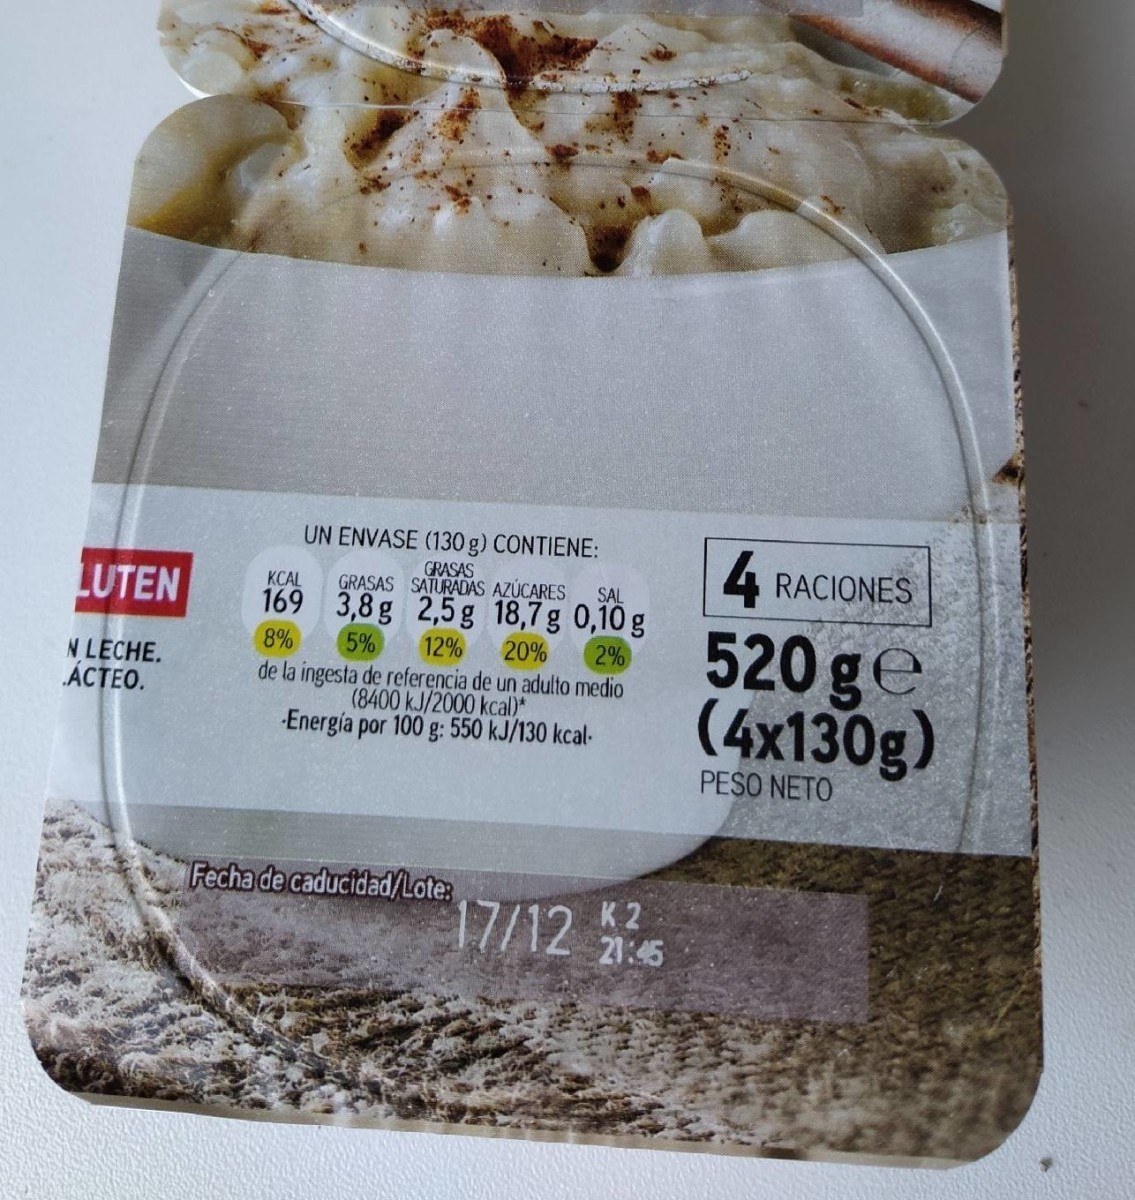 LUTEN
N LECHE.
LÁCTEO.
UN ENVASE (130 g) CONTIENE:
KCAL GRASAS GRASAS SATURADAS AZÚCARES SAL
169 3,8 g 2,5 g 18,7 g 0,10 g
8% 5% 12% 20% 2%
de la ingesta de referencia de un adulto medio
(8400 kJ/2000 kcal)*
-Energía por 100 g: 550 kJ/130 kcal-
4 RACIONES
520 g e
(4x130g)
PESO NETO
Fecha de caducidad/Lote:
17/12 K2
21:45